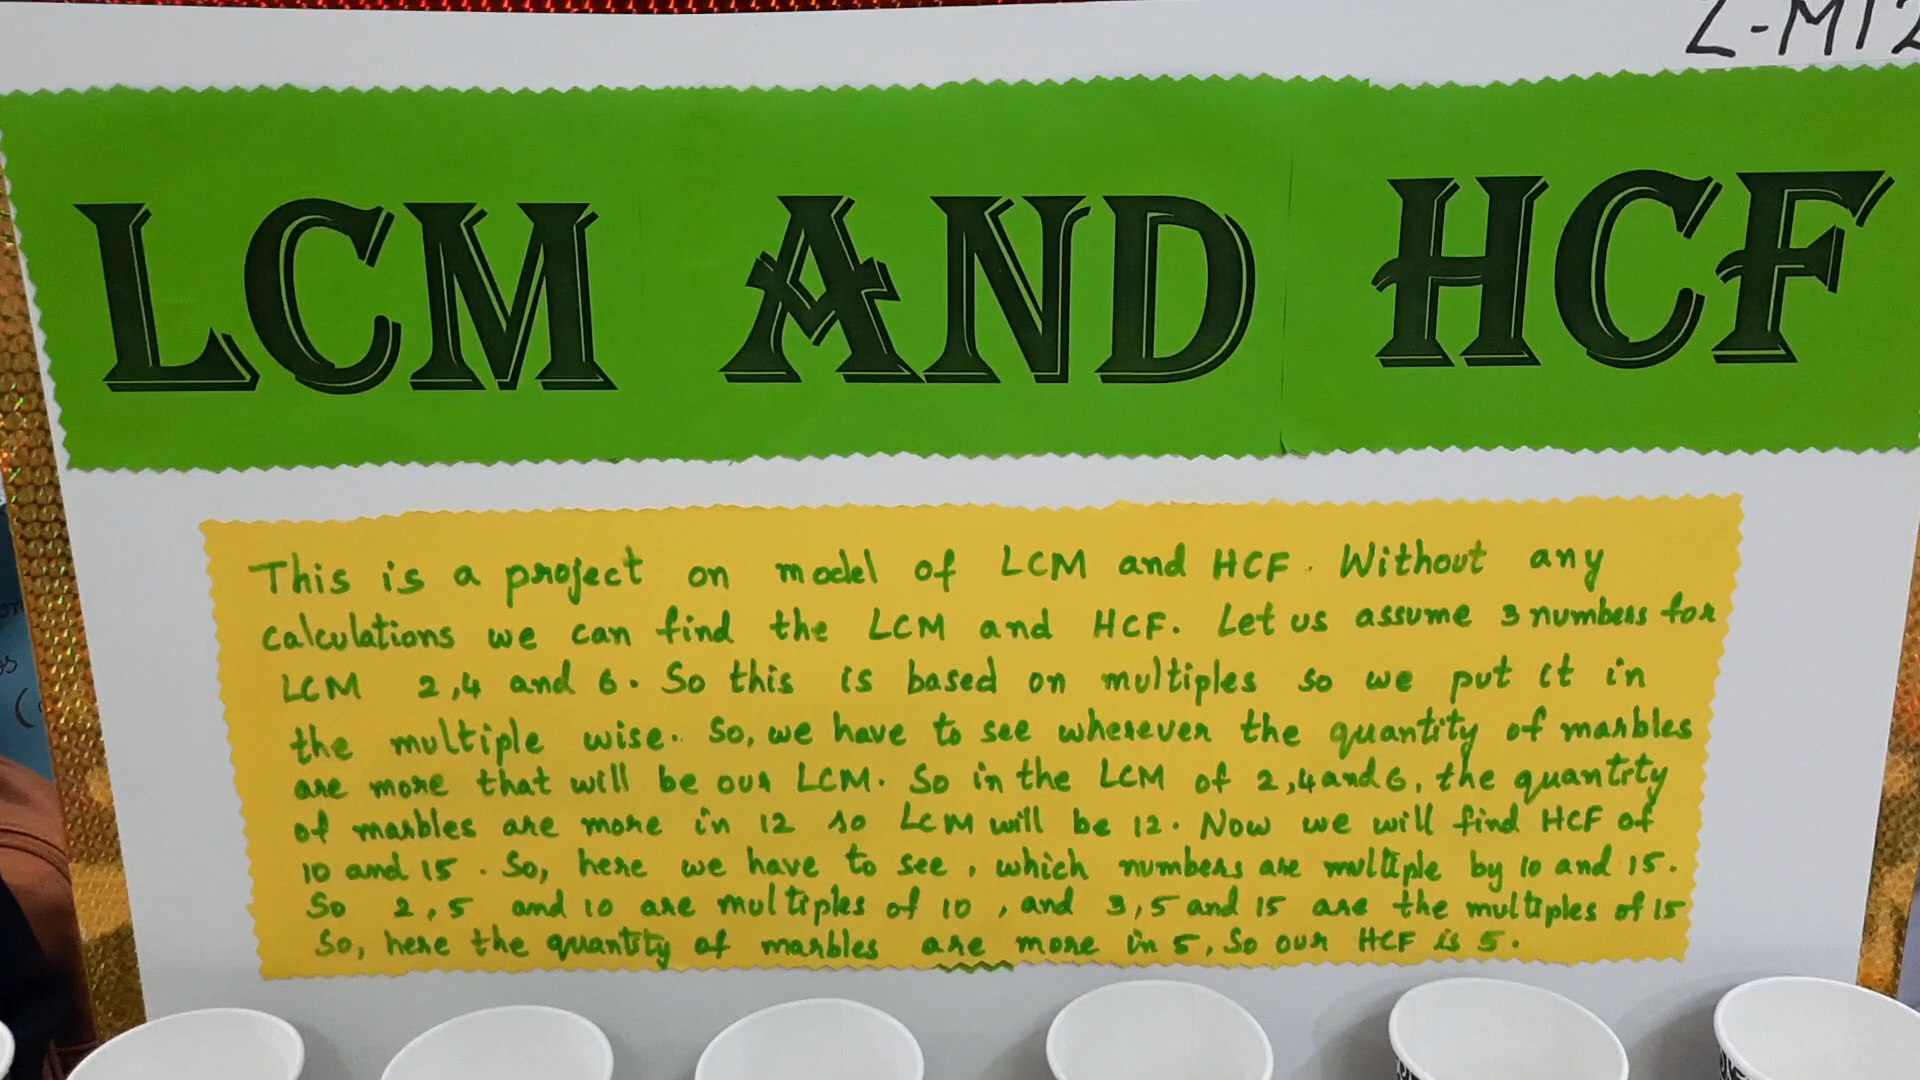 Z-M12
LCM AND HCF
This is a project on model of LCM and HCF. Without any
calculations we can find the LCM and HCF. Let us assume 3 numbers for
LCM 2,4 and 6. So this is based on multiples so we put it in
the multiple wise. So, we have to see wherever the quantity of marbles
are more that will be our LCM. So in the LCM of 2,4 and 6, the quantity
of marbles are more in 12 so LCM will be 12. Now we will find HCF of
10 and 15. So, here we have to see, which numbers are multiple by 10 and 15.
So 2,5 and 10 are multiples of 10, and 3,5 and 15 are the multiples of 15
So, here the quantity of marbles are more in 5, So our HCF is 5.